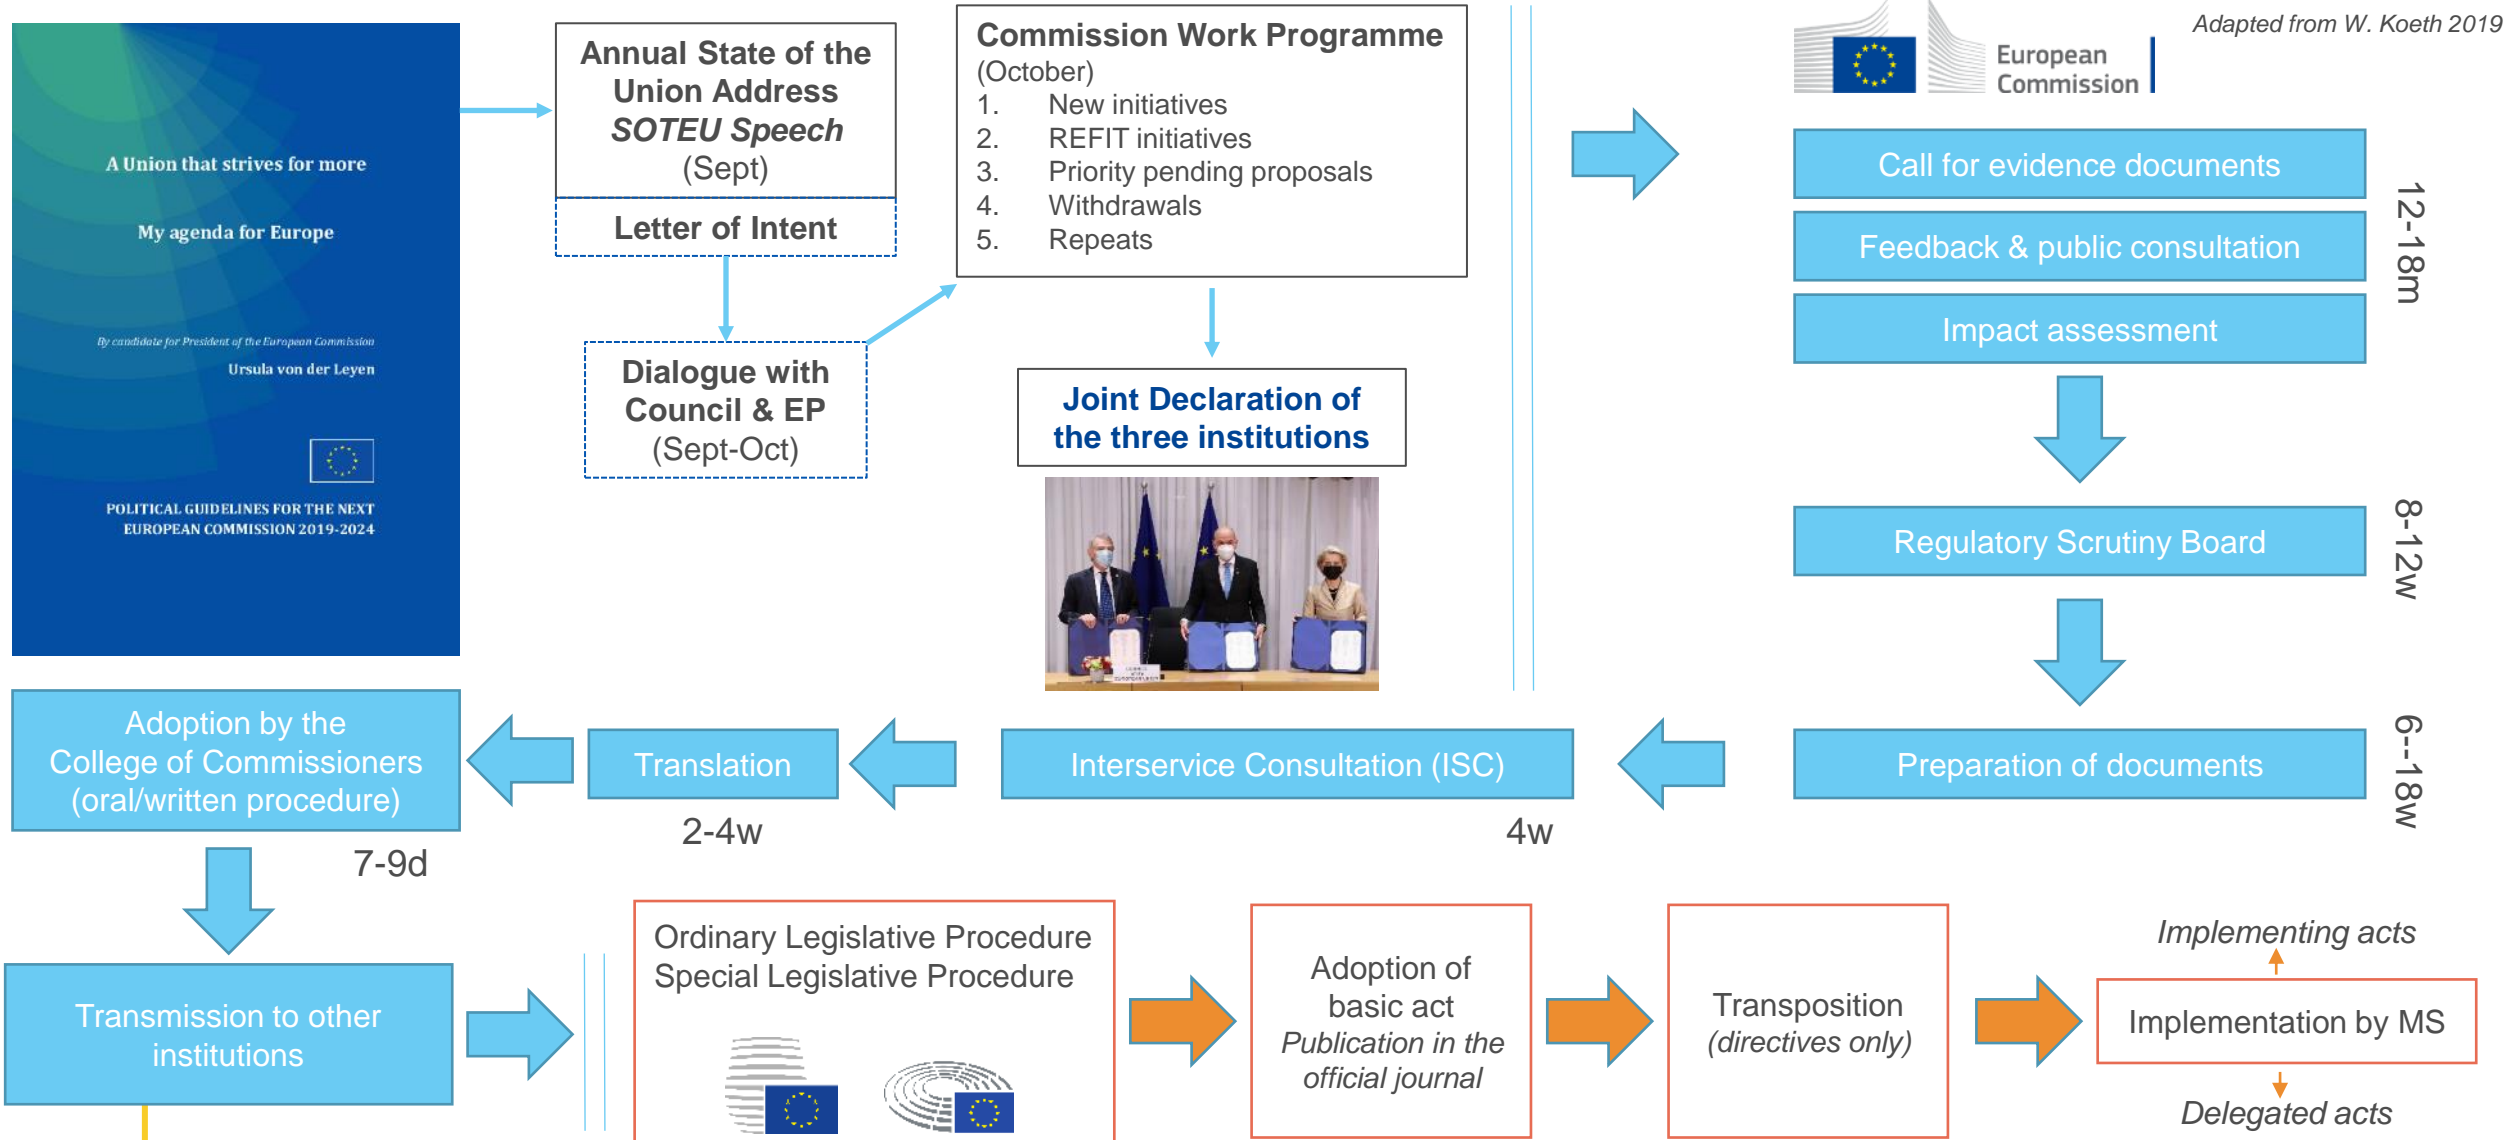 A Union that strives for more
My agenda for Europe
By candidate for President of the European Commission
Ursula von der Leyen
POLITICAL GUIDELINES FOR THE NEXT
EUROPEAN COMMISSION 2019-2024
Annual State of the
Union Address
SOTEU Speech
(Sept)
Letter of Intent
Dialogue with
Council & EP
(Sept-Oct)
Commission Work Programme
(October)
1. New initiatives
2. REFIT initiatives
3. Priority pending proposals
4. Withdrawals
5. Repeats
Joint Declaration of
the three institutions
Adapted from W. Koeth 2019
European
Commission
Call for evidence documents
Feedback & public consultation
Impact assessment
12-18m
Regulatory Scrutiny Board
8-12w
Preparation of documents
6--18w
Interservice Consultation (ISC)
4w
Translation
2-4w
Adoption by the
College of Commissioners
(oral/written procedure)
7-9d
Transmission to other
institutions
Ordinary Legislative Procedure
Special Legislative Procedure
Adoption of
basic act
Publication in the
official journal
Transposition
(directives only)
Implementing acts
Implementation by MS
Delegated acts